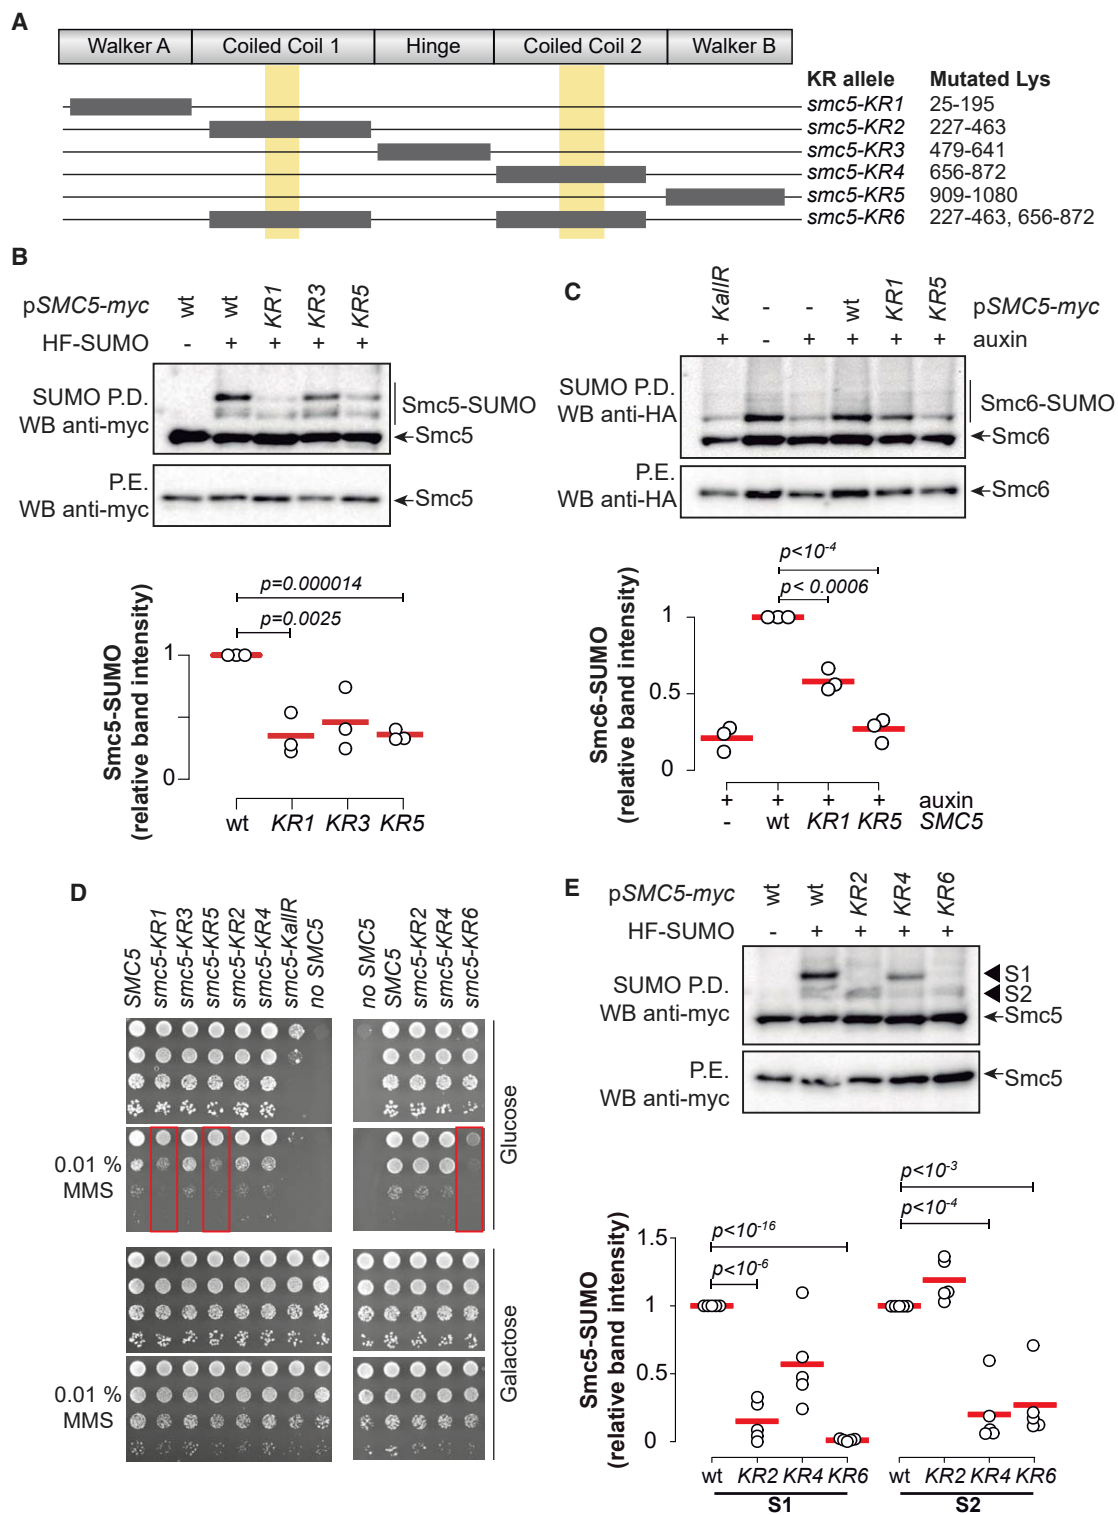 A
Walker A Coiled Coil 1 Hinge Coiled Coil 2 Walker B
KR allele Mutated Lys
smc5-KR1 25-195
smc5-KR2 227-463
smc5-KR3 479-641
smc5-KR4 656-872
smc5-KR5 909-1080
smc5-KR6 227-463, 656-872
B
pSMC5-myc wt wt KR1 KR3 KR5
HF-SUMO - + + + +
SUMO P.D.
WB anti-myc
Smc5-SUMO
Smc5
P.E.
WB anti-myc
Smc5
p=0.000014
p=0.0025
Smc5-SUMO
(relative band intensity)
1
0
wt KR1 KR3 KR5
C
KallR - - wt KR1 KR5 pSMC5-myc
+ - + + + + auxin
SUMO P.D.
WB anti-HA
Smc6-SUMO
Smc6
P.E.
WB anti-HA
Smc6
p<10-4
p< 0.0006
Smc6-SUMO
(relative band intensity)
1
0.5
0
+ + + + auxin
- wt KR1 KR5 SMC5
D
SMC5 smc5-KR1 smc5-KR3 smc5-KR5 smc5-KR2 smc5-KR4 smc5-KallR no SMC5
no SMC5 SMC5 smc5-KR2 smc5-KR4 smc5-KR6
0.01 %
MMS
Glucose
0.01 %
MMS
Galactose
E
pSMC5-myc wt wt KR2 KR4 KR6
HF-SUMO - + + + +
SUMO P.D.
WB anti-myc
S1
S2
Smc5
P.E.
WB anti-myc
Smc5
p<10-16
p<10-6
p<10-3
p<10-4
Smc5-SUMO
(relative band intensity)
1.5
1
0.5
0
wt KR2 KR4 KR6 wt KR2 KR4 KR6
S1 S2